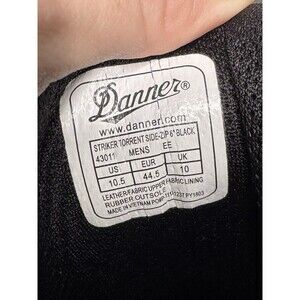 Danner®
www.danner.com
STRIKER TORRENT SIDE-ZIP 6" BLACK
43011 MENS EE
US EUR UK
10.5 44.5 10
LEATHER/FABRIC UPPER FABRIC LINING
RUBBER OUTSOLE
MADE IN VIETNAM PO#